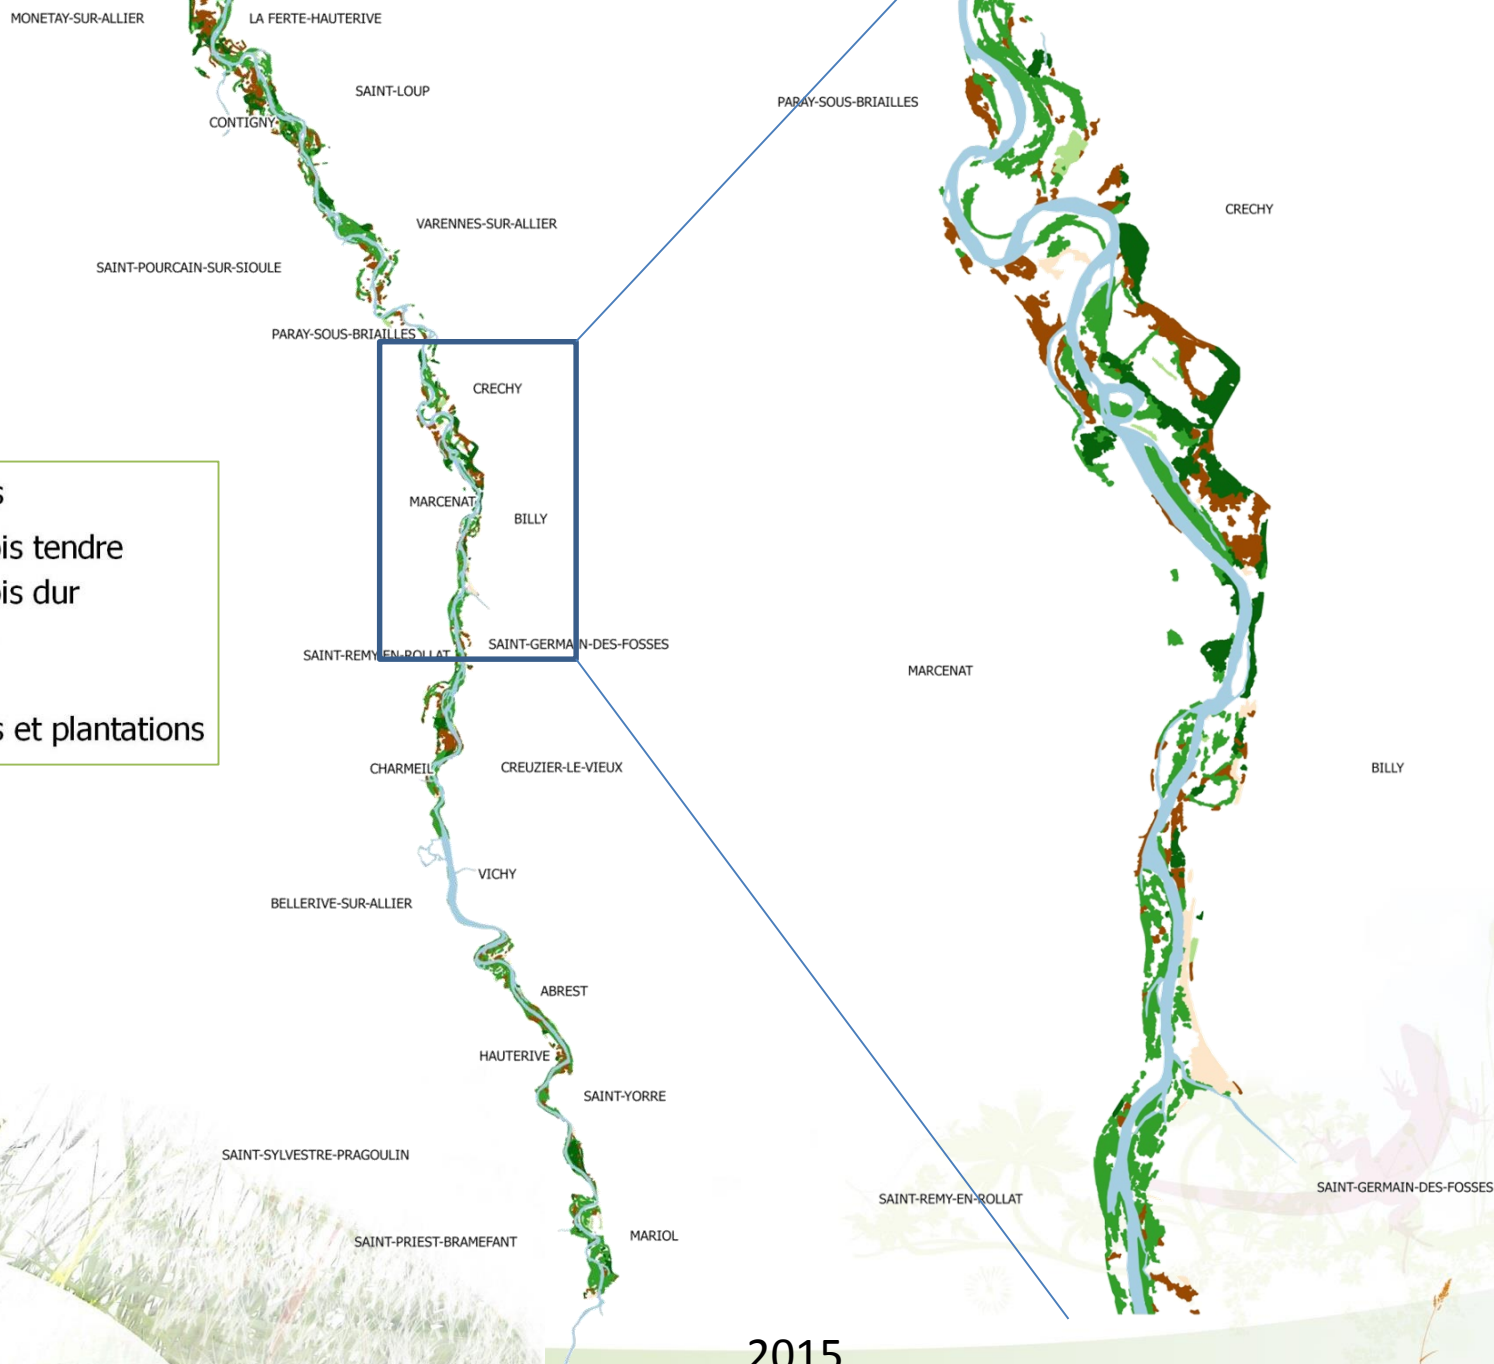 MONETAY-SUR-ALLIER
LA FERTE-HAUTERIVE
SAINT-LOUP
CONTIGNY
VARENNES-SUR-ALLIER
SAINT-POURCAIN-SUR-SIOULE
PARAY-SOUS-BRIAILLES
CRECHY
MARCENAT
BILLY
SAINT-GERMAIN-DES-FOSSES
SAINT-REMY-EN-ROLLAT
s
is tendre
is dur
s et plantations
CHARMEIL
CREUZIER-LE-VIEUX
VICHY
BELLERIVE-SUR-ALLIER
ABREST
HAUTERIVE
SAINT-YORRE
SAINT-SYLVESTRE-PRAGOULIN
SAINT-PRIEST-BRAMEFANT
MARIOL
PARAY-SOUS-BRIAILLES
CRECHY
MARCENAT
BILLY
SAINT-REMY-EN-ROLLAT
SAINT-GERMAIN-DES-FOSSES
2015